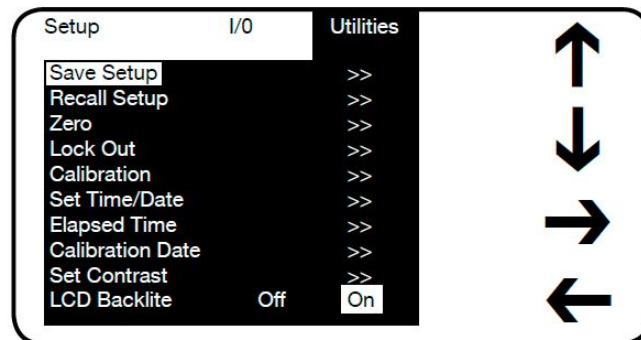 Setup I/0 Utilities
Save Setup >>
Recall Setup >>
Zero >>
Lock Out >>
Calibration >>
Set Time/Date >>
Elapsed Time >>
Calibration Date >>
Set Contrast >>
LCD Backlite Off On